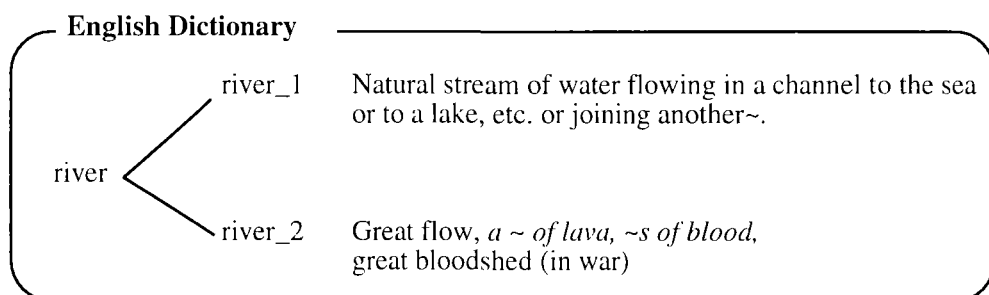 English Dictionary
river_1 Natural stream of water flowing in a channel to the sea
or to a lake, etc. or joining another~.
river
river_2 Great flow, a ~ of lava, ~s of blood,
great bloodshed (in war)